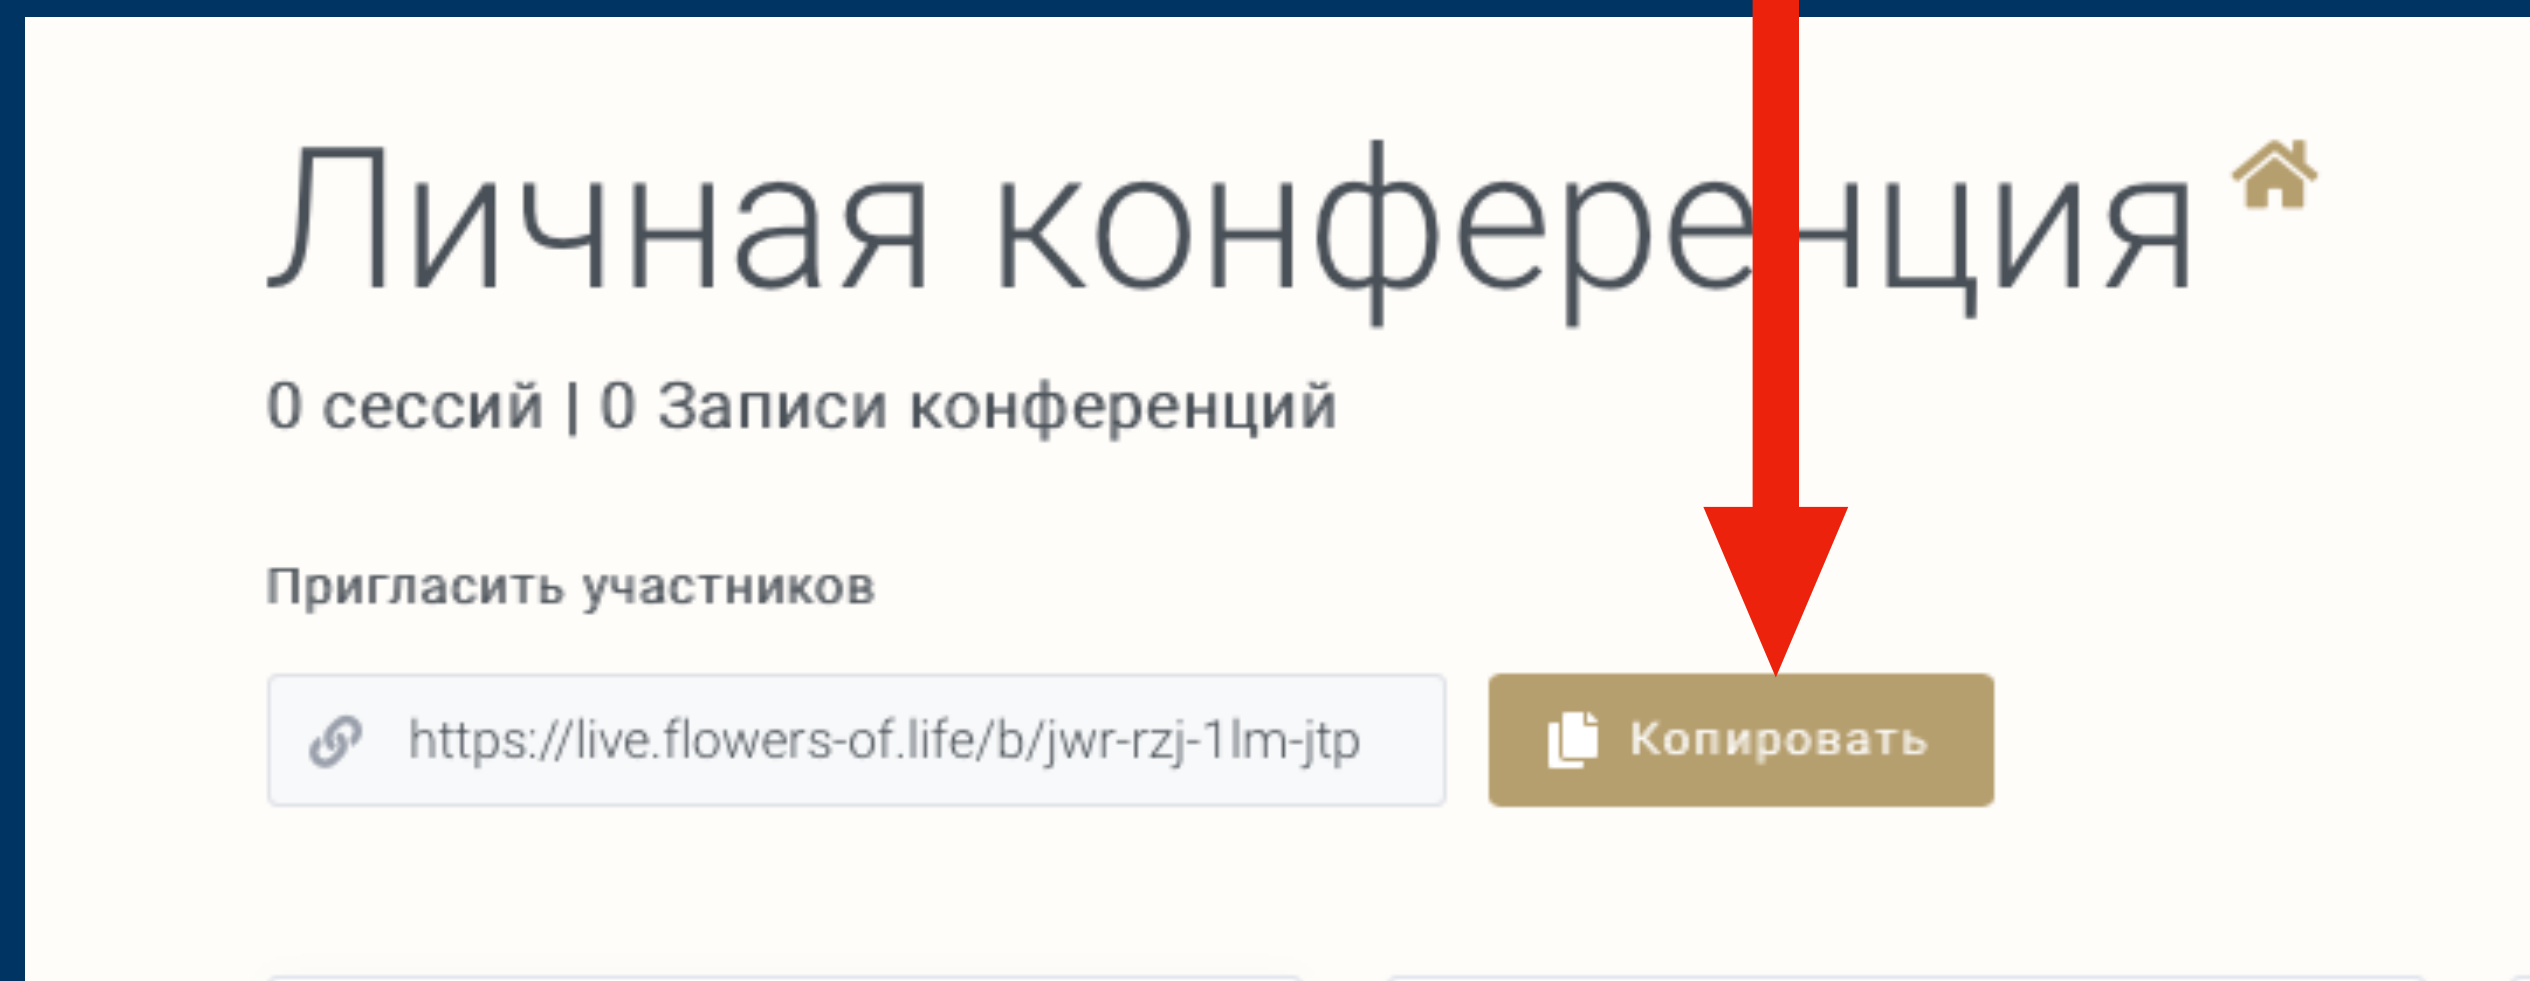 Личная конференция
0 сессий | 0 Записи конференций
Пригласить участников
https://live.flowers-of.life/b/jwr-rzj-1lm-jtp
Копировать